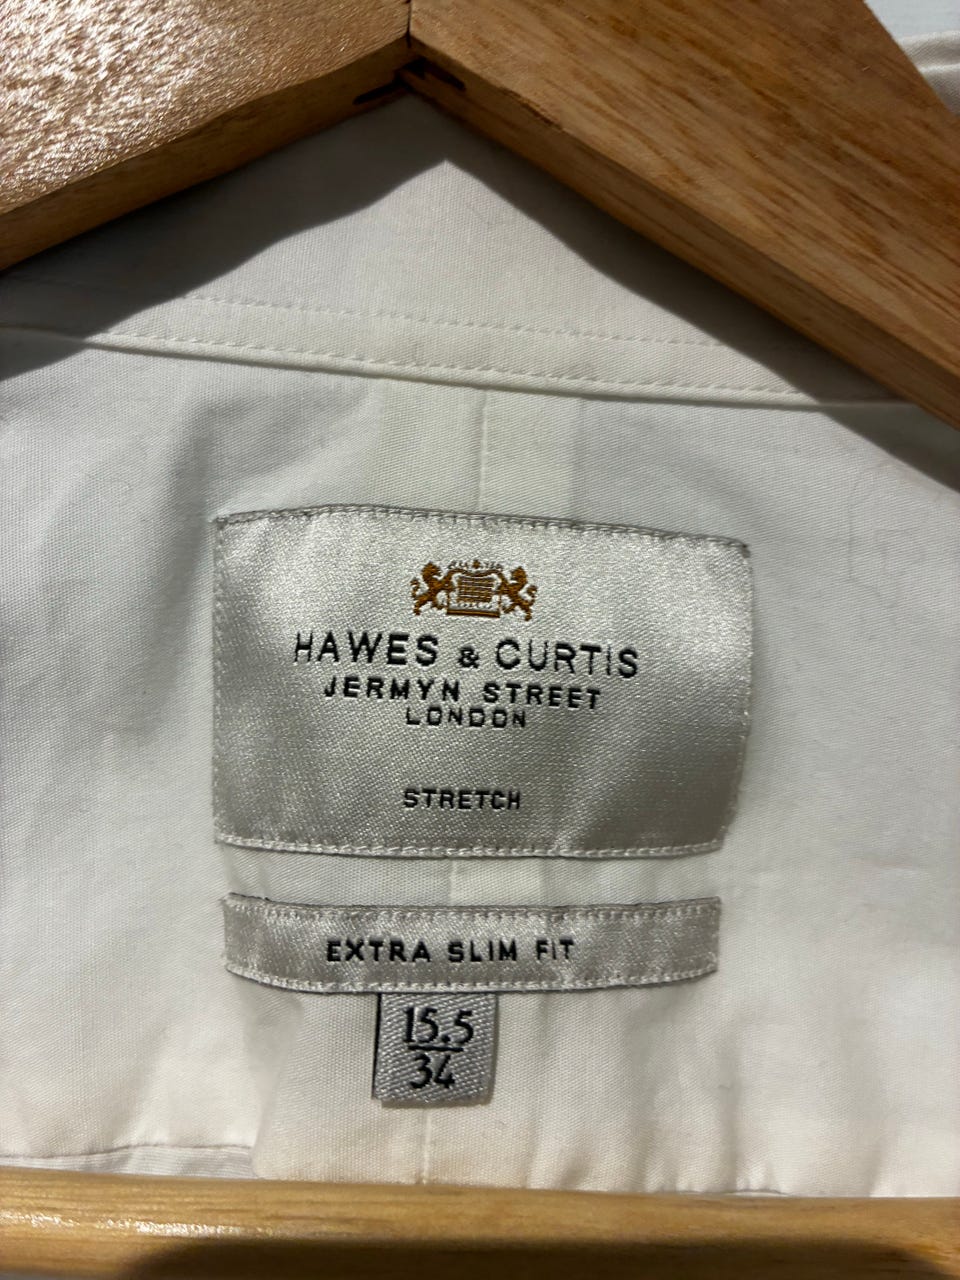 HAWES & CURTIS
JERMYN STREET
LONDON
STRETCH
EXTRA SLIM FIT
15.5
34